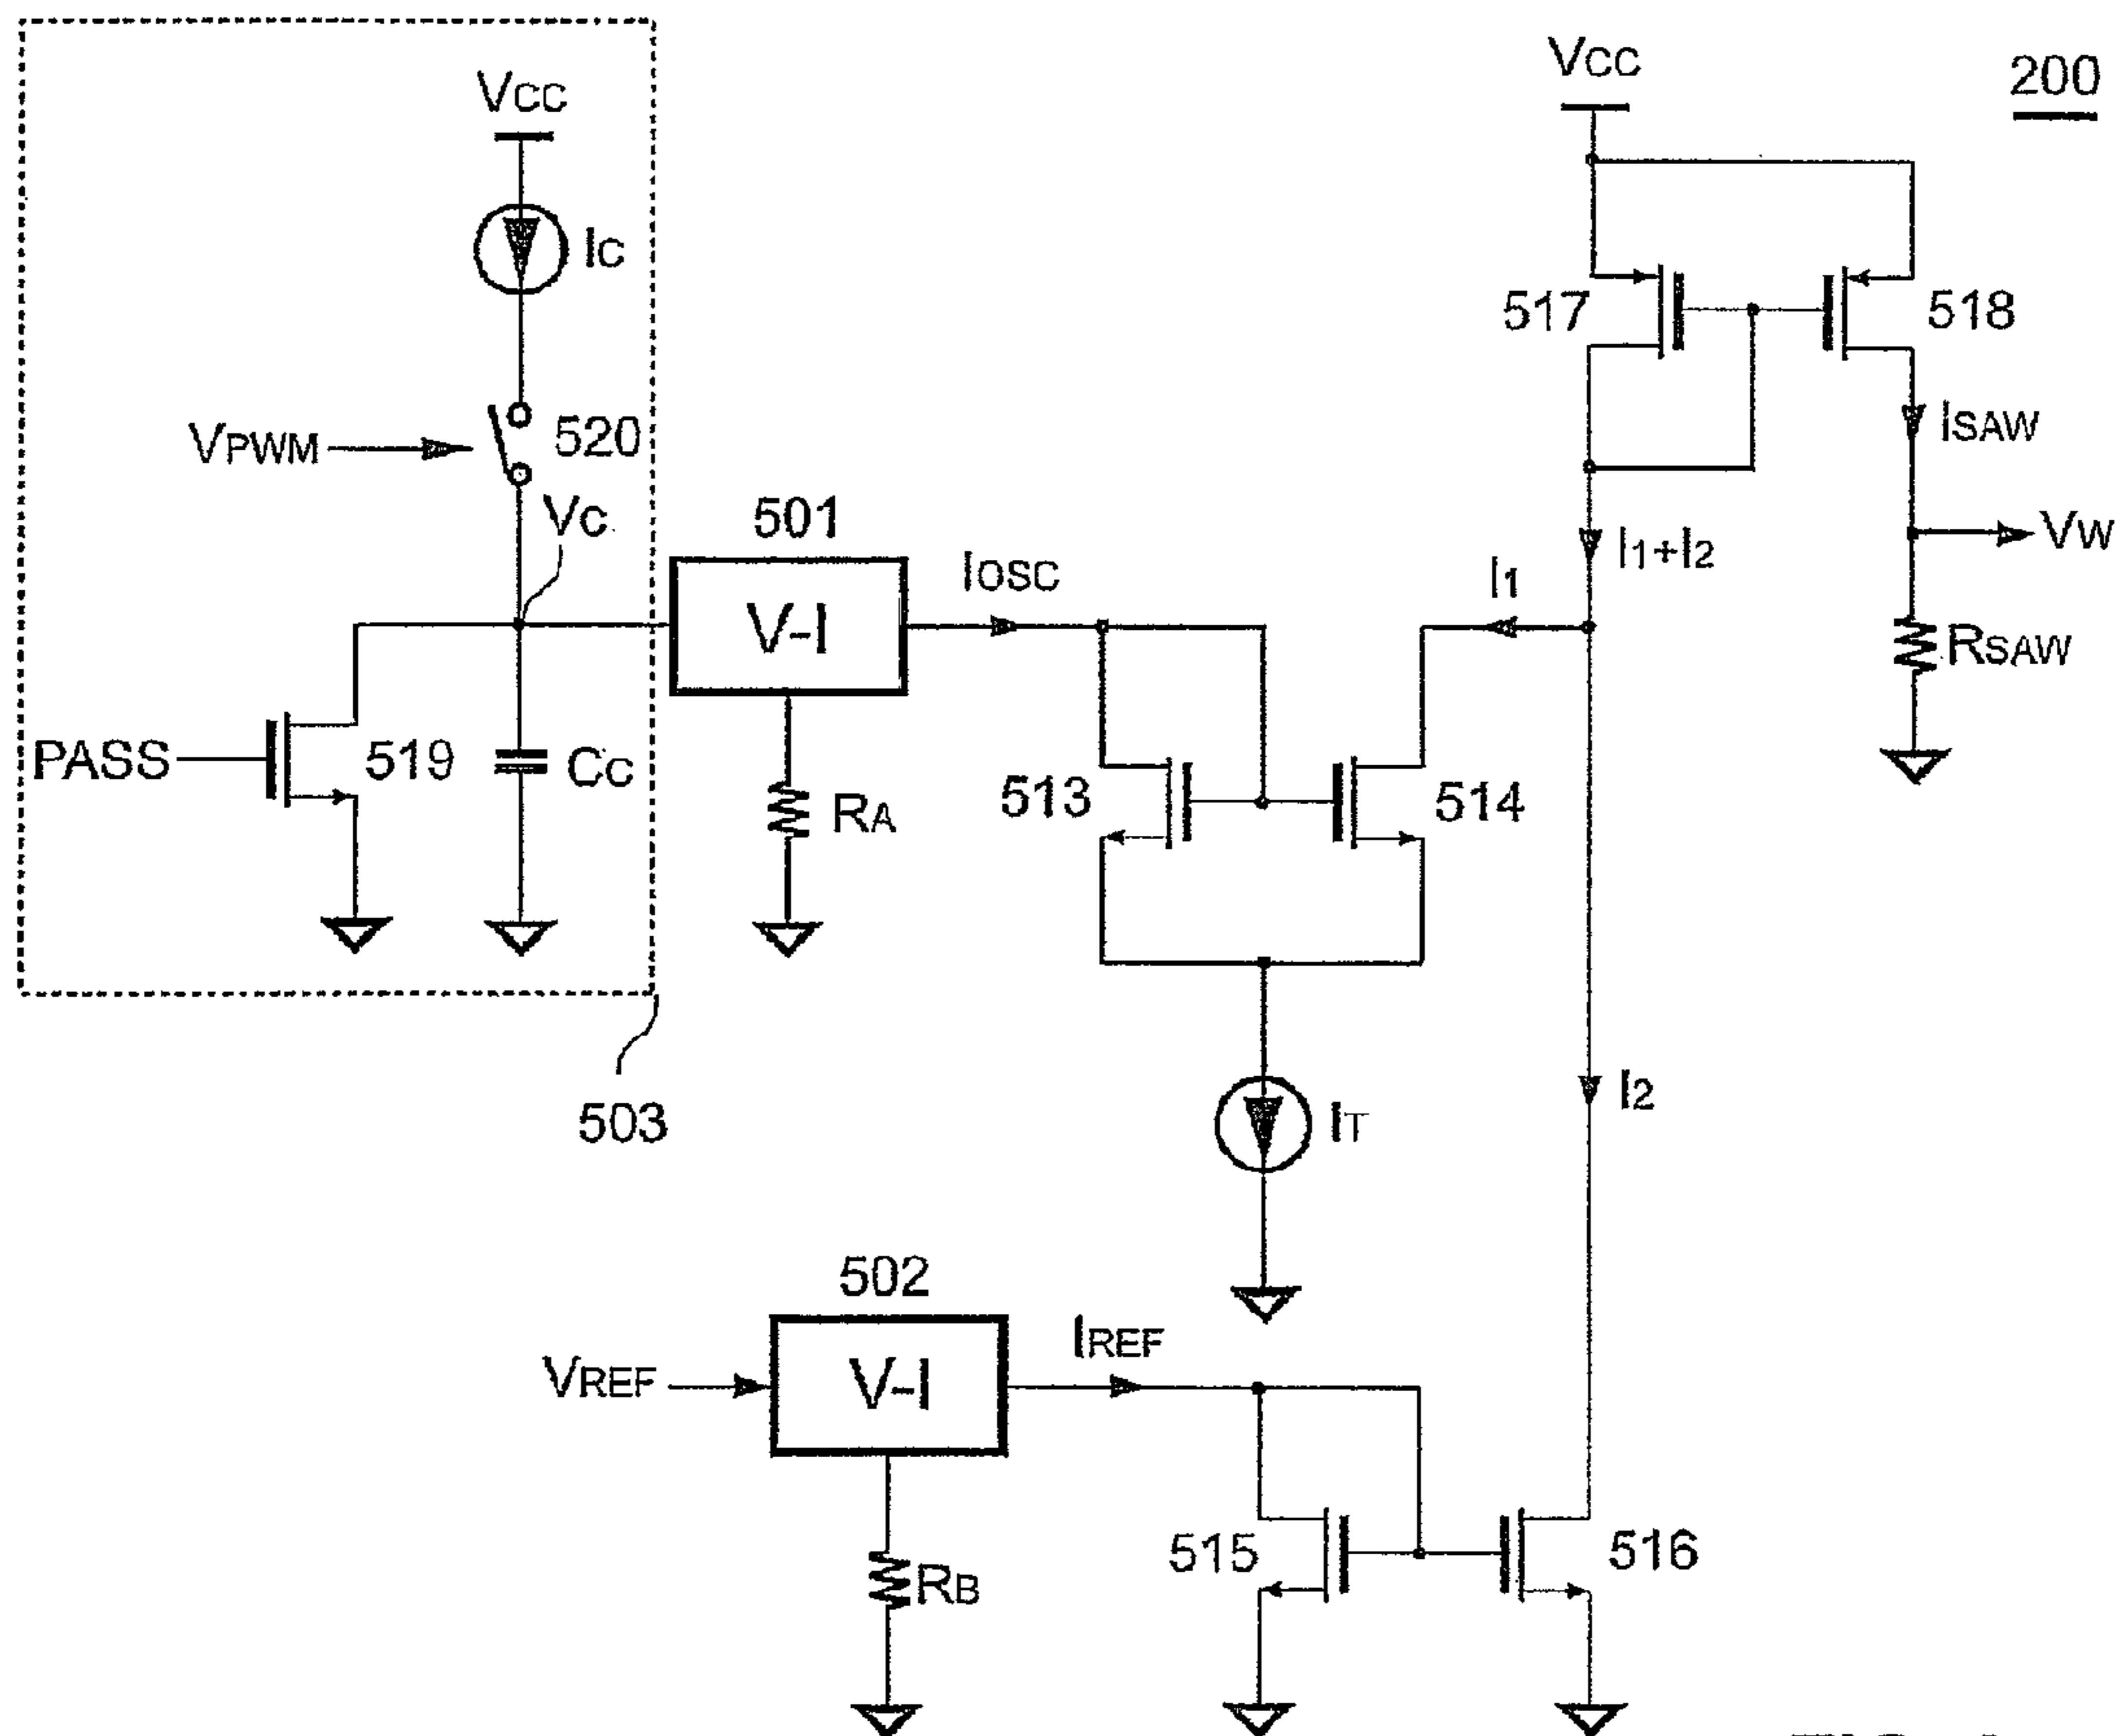 VCC
200
VCC
IC
517
518
520
VPWM
ISAW
VC
501
VW
IOSC
I1+I2
I1
V-I
RSAW
PASS
519
CC
513
514
RA
I2
503
IT
502
VREF
V-I
IREF
515
516
RB